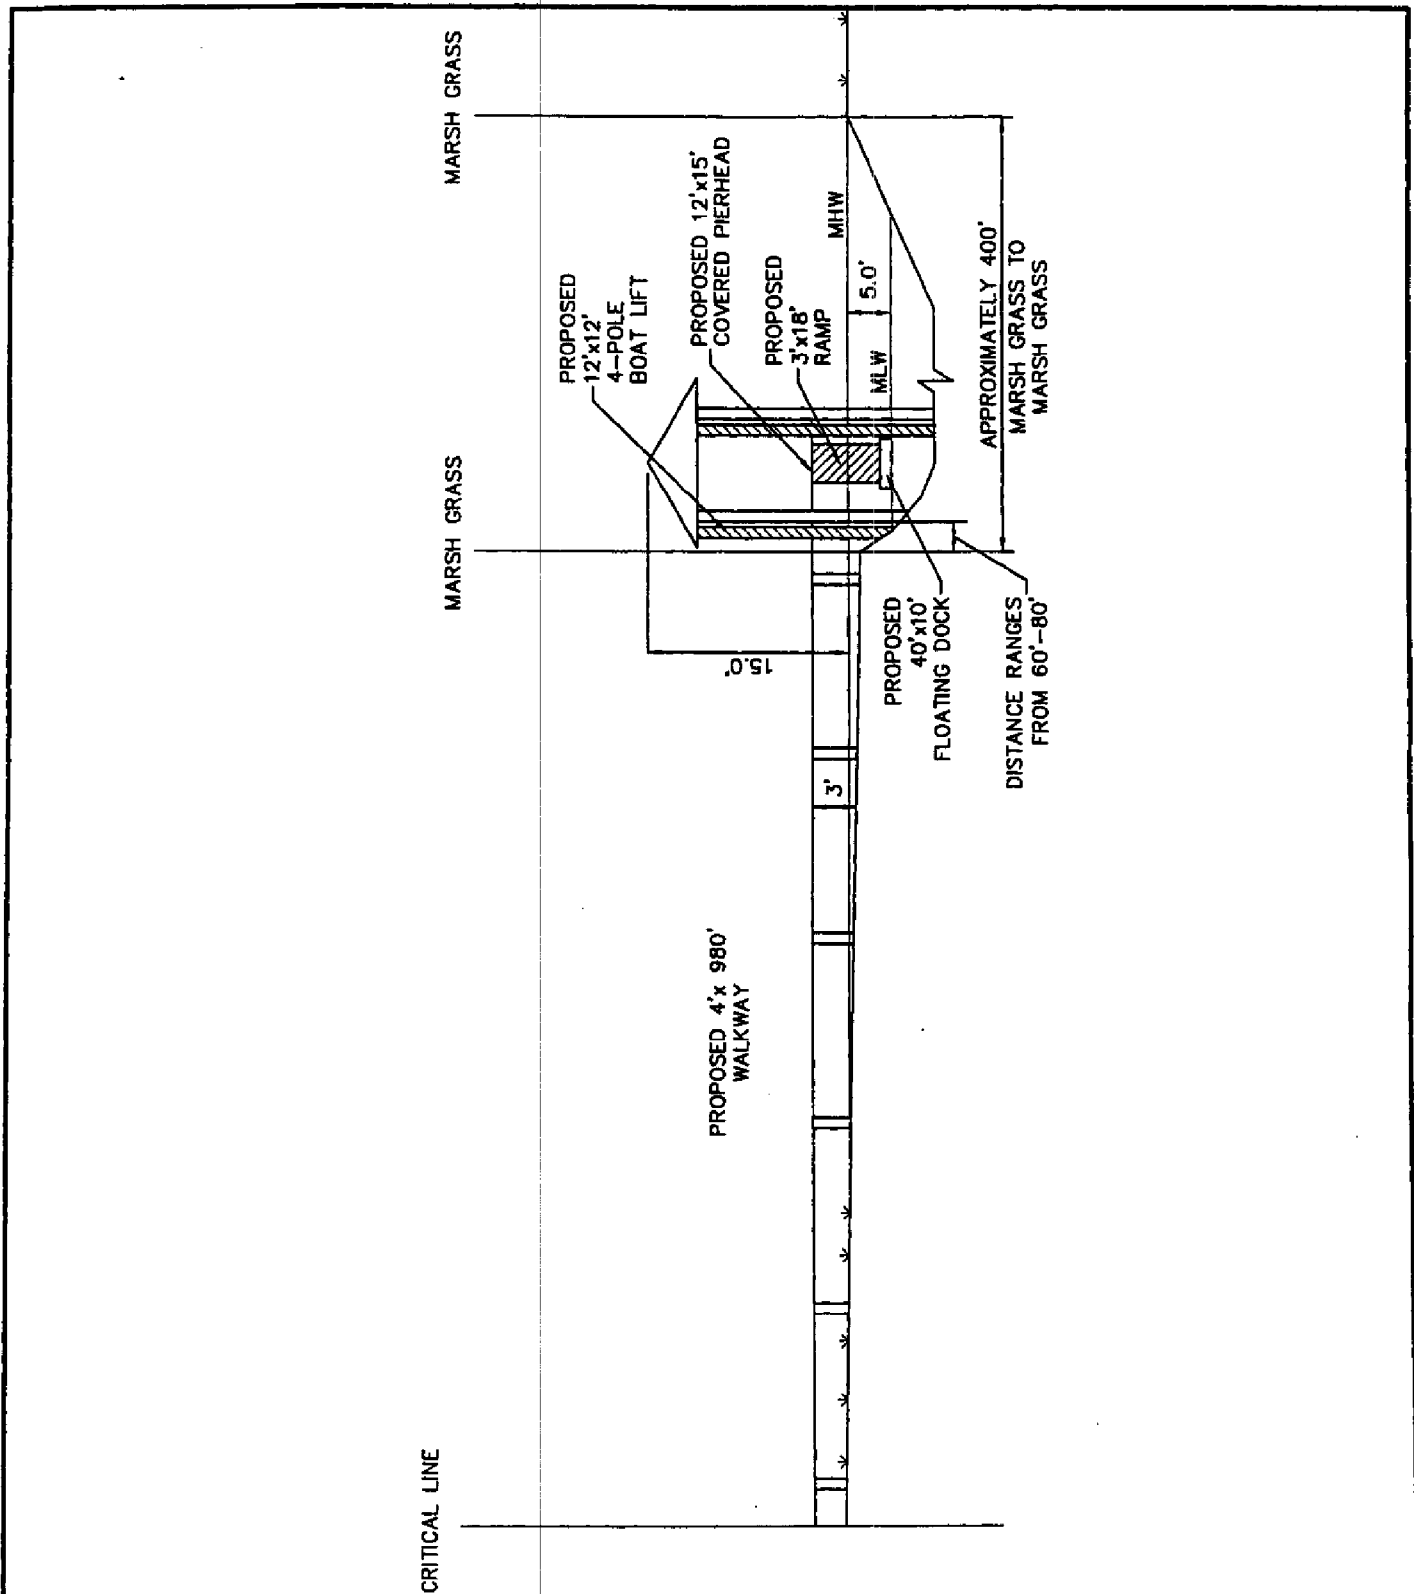 CRITICAL LINE
MARSH GRASS
MARSH GRASS
PROPOSED
12'x12'
4-POLE
BOAT LIFT
PROPOSED 12'x15'
COVERED PIERHEAD
PROPOSED
3'x18'
RAMP
15.0'
PROPOSED 4'x 980'
WALKWAY
3'
MHW
5.0'
MLW
PROPOSED
40'x10'
FLOATING DOCK
DISTANCE RANGES
FROM 60'-80'
APPROXIMATELY 400'
MARSH GRASS TO
MARSH GRASS